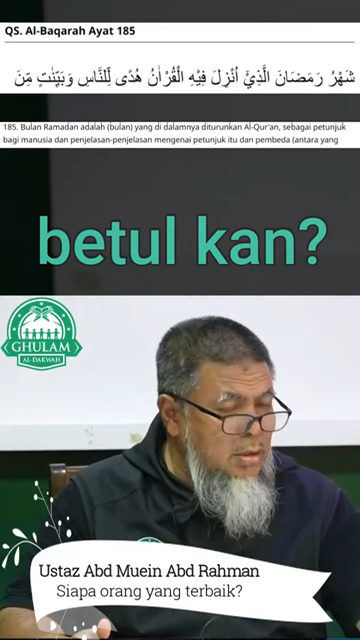 QS. Al-Baqarah Ayat 185
شَهْرُ رَمَضَانَ الَّذِيْٓ اُنْزِلَ فِيْهِ الْقُرْاٰنُ هُدًى لِّلنَّاسِ وَبَيِّنٰتٍ مِّنَ
185. Bulan Ramadan adalah (bulan) yang di dalamnya diturunkan Al-Qur'an, sebagai petunjuk
bagi manusia dan penjelasan-penjelasan mengenai petunjuk itu dan pembeda (antara yang
betul kan?
GHULAM
AL-DAKWAH
Ustaz Abd Muein Abd Rahman
Siapa orang yang terbaik?